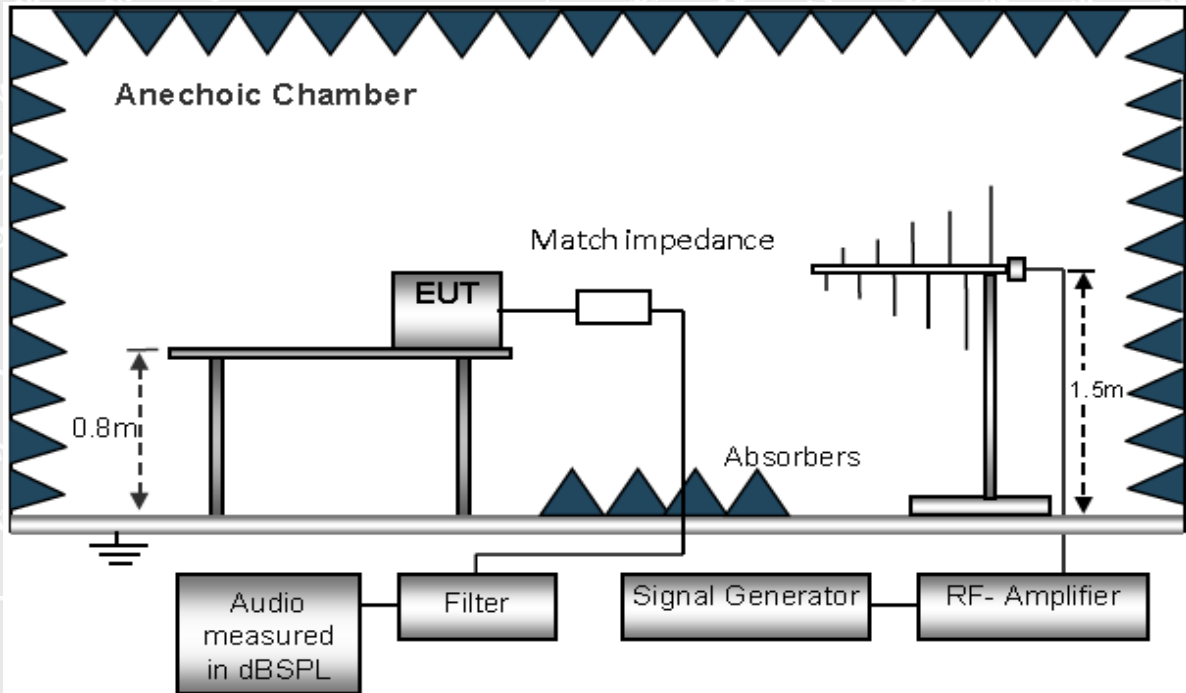 Anechoic Chamber
Match impedance
EUT
1.5m
0.8m
Absorbers
Audio
measured
in dBSPL
Filter
Signal Generator
RF- Amplifier